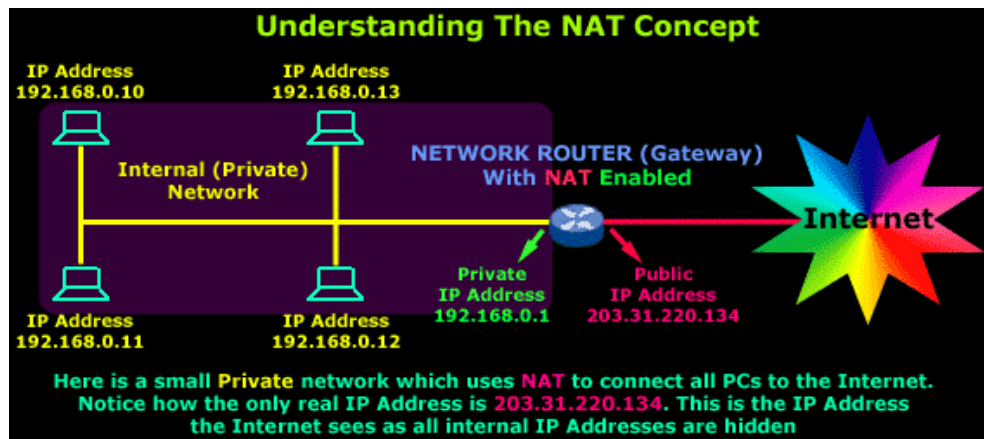 Understanding The NAT Concept
IP Address
192.168.0.10
IP Address
192.168.0.13
Internal (Private)
Network
NETWORK ROUTER (Gateway)
With NAT Enabled
Internet
Private
IP Address
192.168.0.1
Public
IP Address
203.31.220.134
IP Address
192.168.0.11
IP Address
192.168.0.12
Here is a small Private network which uses NAT to connect all PCs to the Internet.
Notice how the only real IP Address is 203.31.220.134. This is the IP Address
the Internet sees as all internal IP Addresses are hidden